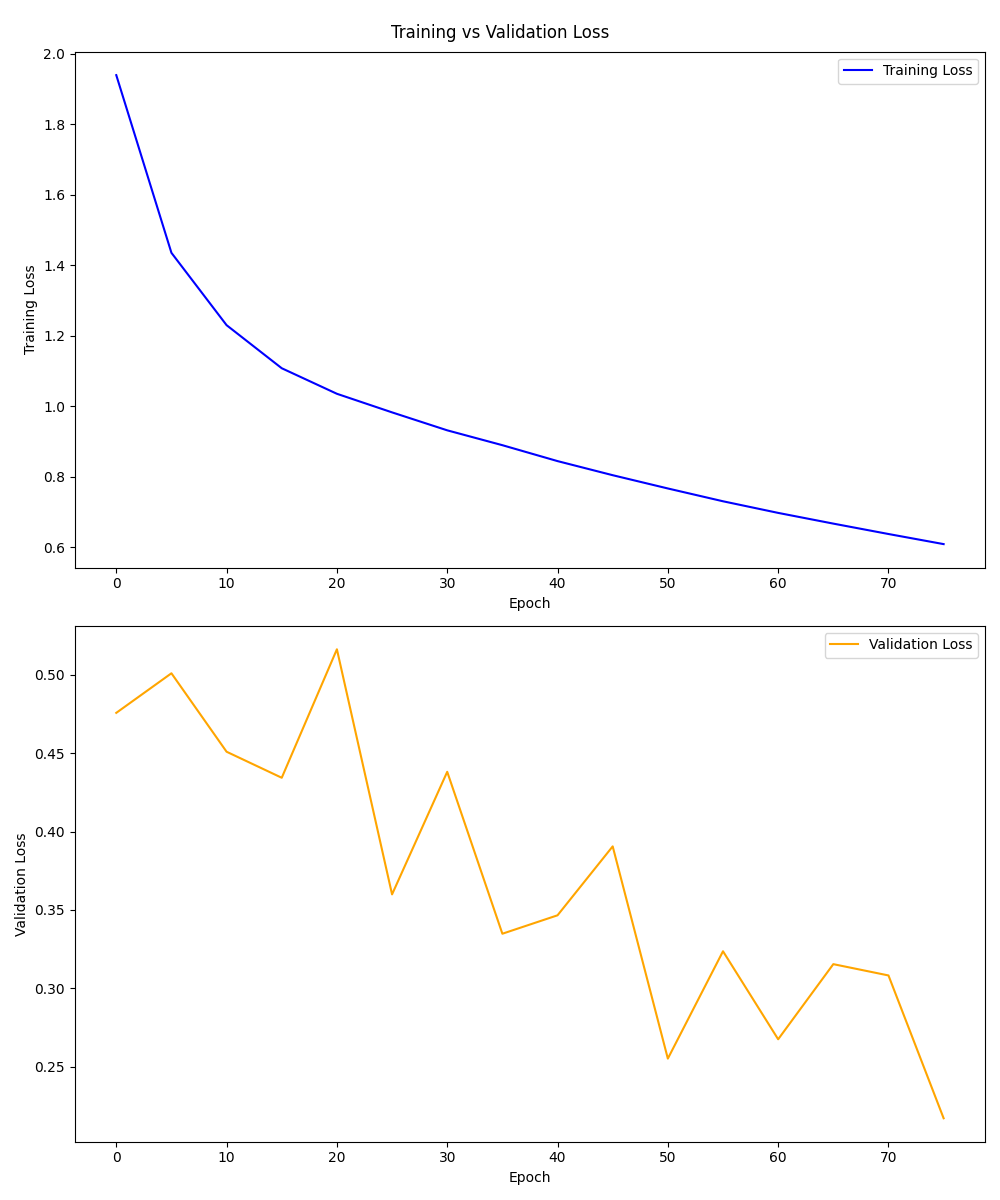 Training vs Validation Loss
Training Loss
2.0
1.8
1.6
1.4
1.2
1.0
0.8
0.6
Training Loss
0 10 20 30 40 50 60 70
Epoch
Validation Loss
0.50
0.45
0.40
0.35
0.30
0.25
Validation Loss
0 10 20 30 40 50 60 70
Epoch